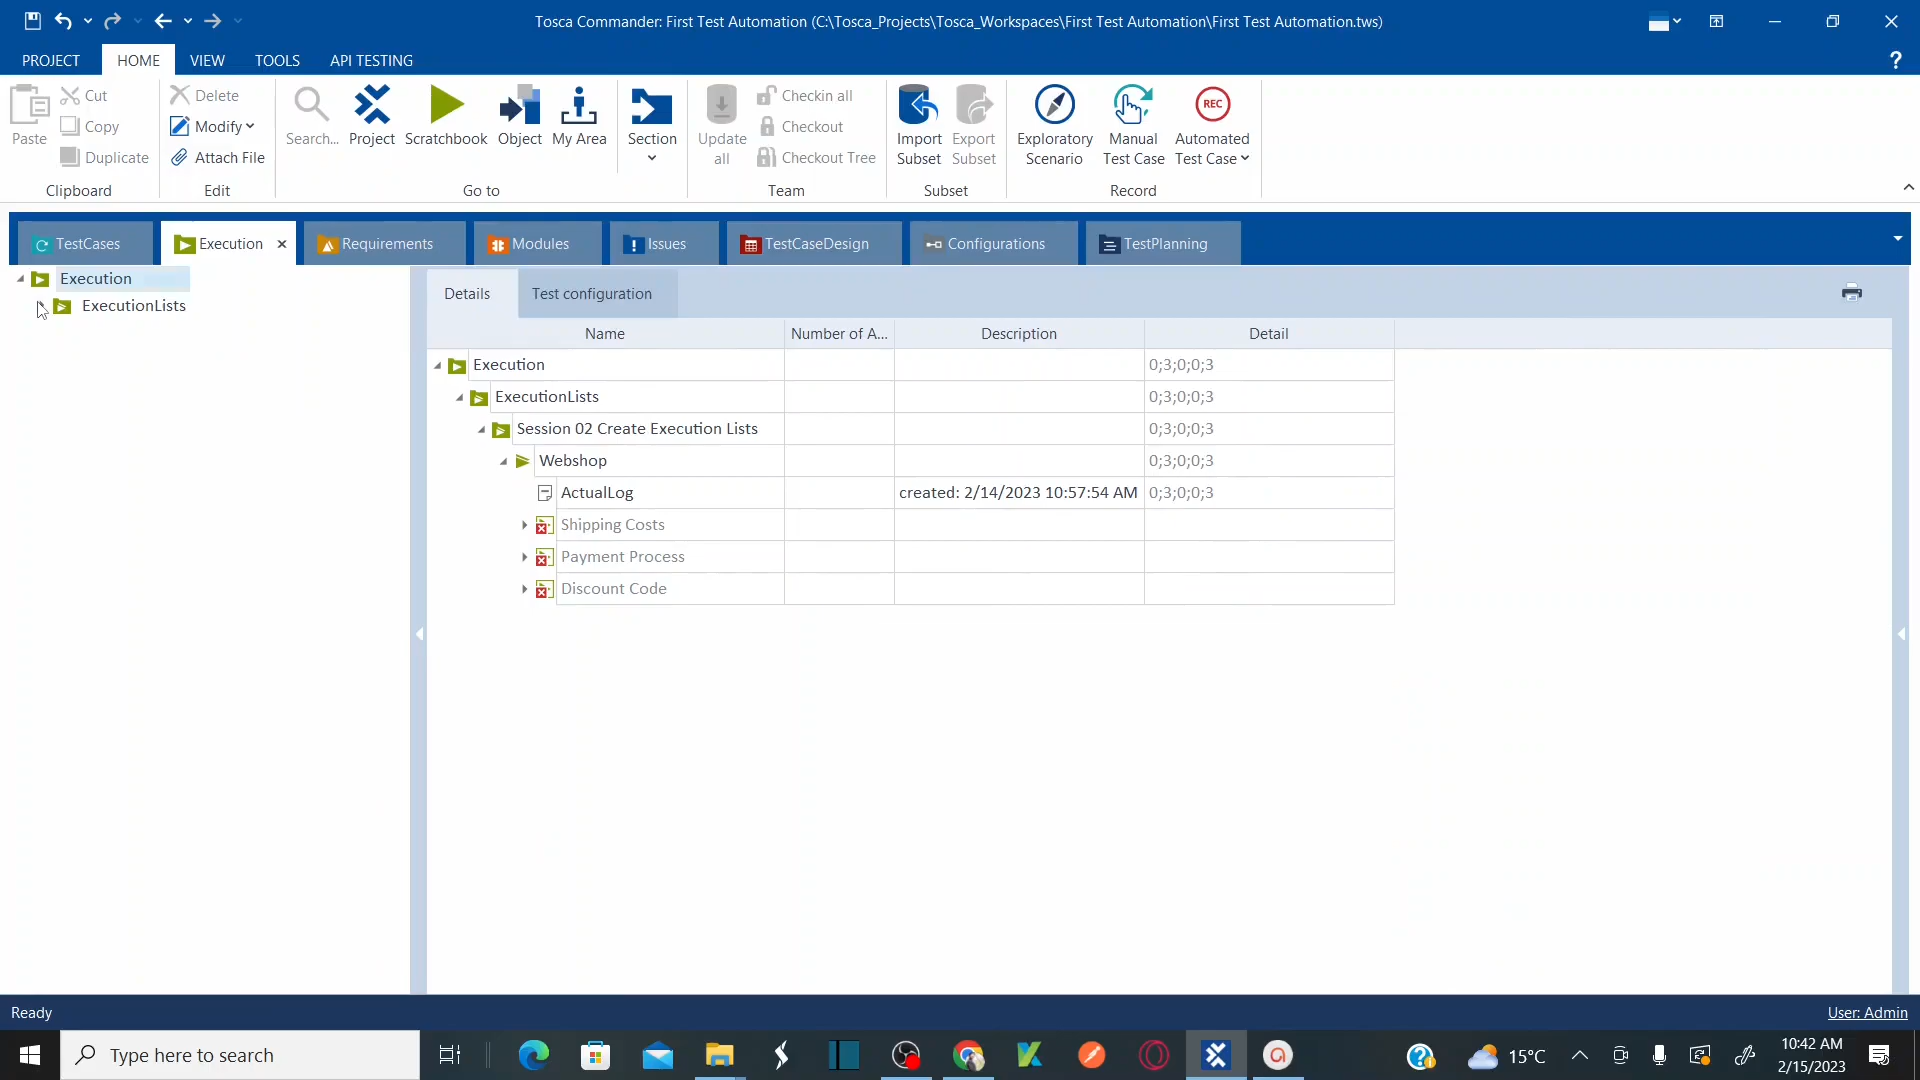 Tosca Commander: First Test Automation (C:\Tosca_Projects\Tosca_Workspaces\First Test Automation\First Test Automation.tws)
PROJECT HOME VIEW TOOLS API TESTING ?
Paste
Cut
Copy
Duplicate
Clipboard
Delete
Modify
Attach File
Edit
Search...
Project
Scratchbook
Object
My Area
Go to
Section
Update all
Checkin all
Checkout
Checkout Tree
Team
Import Subset
Export Subset
Subset
Exploratory Scenario
Manual Test Case
REC
Automated Test Case
Record
TestCases Execution Requirements Modules Issues TestCaseDesign Configurations TestPlanning
Execution
ExecutionLists
Details Test configuration
Name Number of A... Description Detail
Execution 0;3;0;0;3
ExecutionLists 0;3;0;0;3
Session 02 Create Execution Lists 0;3;0;0;3
Webshop 0;3;0;0;3
ActualLog created: 2/14/2023 10:57:54 AM 0;3;0;0;3
Shipping Costs
Payment Process
Discount Code
Ready User: Admin
Type here to search
15°C
10:42 AM
2/15/2023